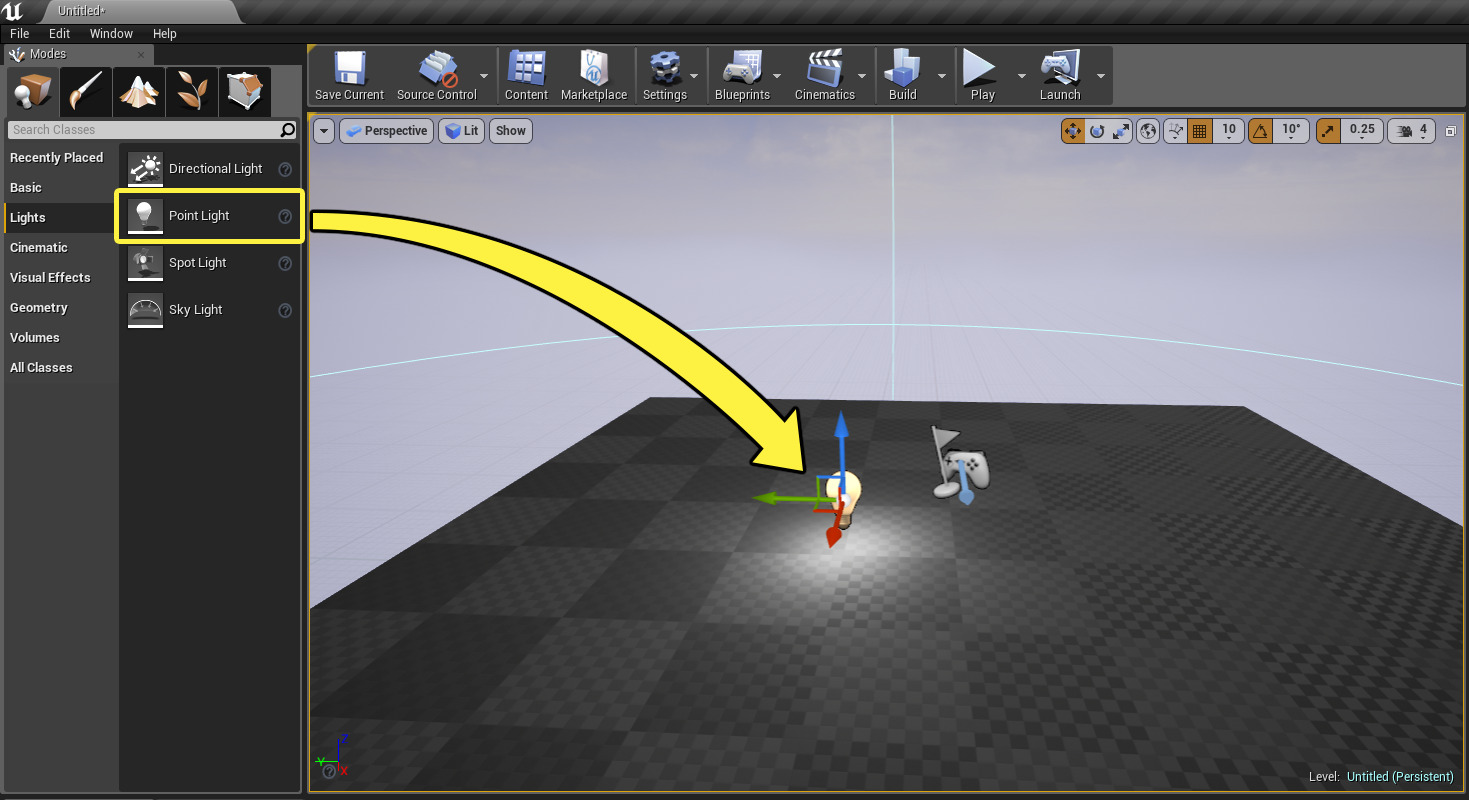 Untitled*
File Edit Window Help
Modes
Save Current Source Control Content Marketplace Settings Blueprints Cinematics Build Play Launch
Search Classes
Perspective Lit Show 10 10° 0.25 4
Recently Placed
Basic
Lights
Cinematic
Visual Effects
Geometry
Volumes
All Classes
Directional Light ?
Point Light ?
Spot Light ?
Sky Light ?
Z
Y
X
?
Level: Untitled (Persistent)